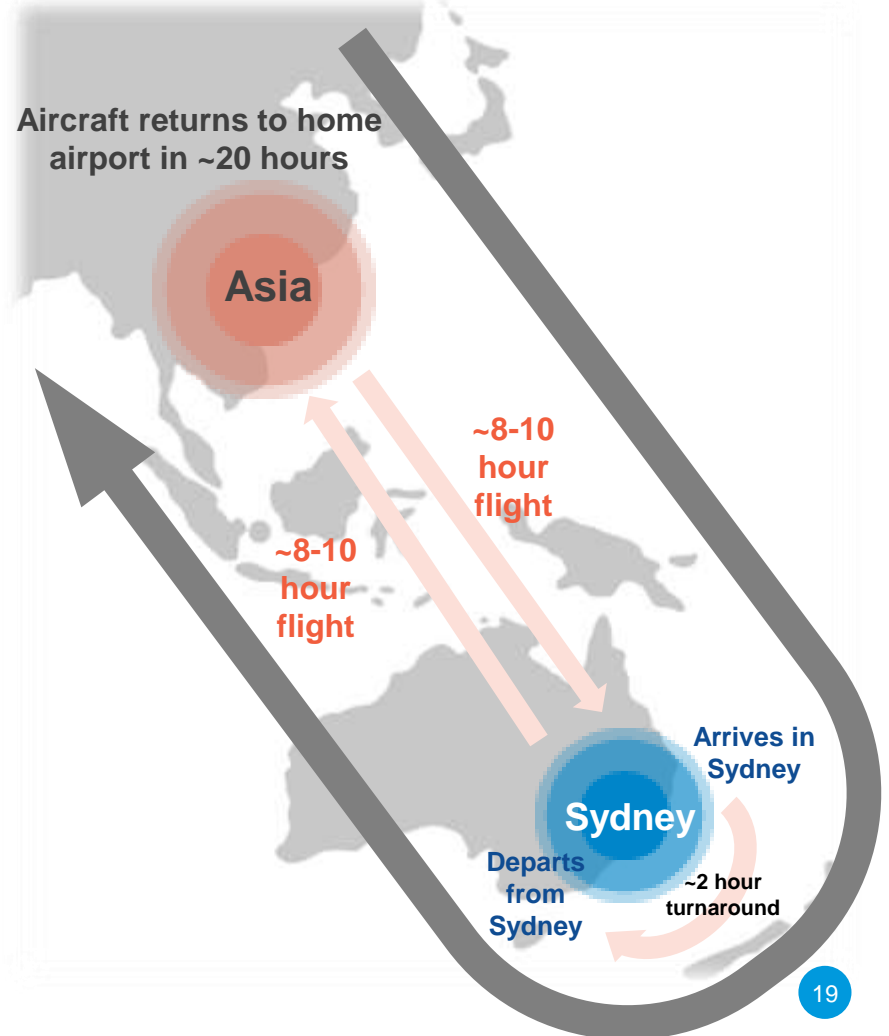 Aircraft returns to home
airport in ~20 hours
Asia
~8-10
hour
flight
~8-10
hour
flight
Arrives in
Sydney
Sydney
Departs
from
Sydney
~2 hour
turnaround
19